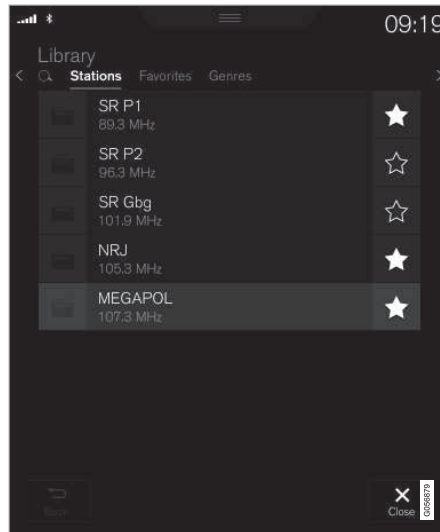 09:19
Library
Stations Favorites Genres
SR P1
89.3 MHz
SR P2
96.3 MHz
SR Gbg
101.9 MHz
NRJ
105.3 MHz
MEGAPOL
107.3 MHz
Back
Close
G056879